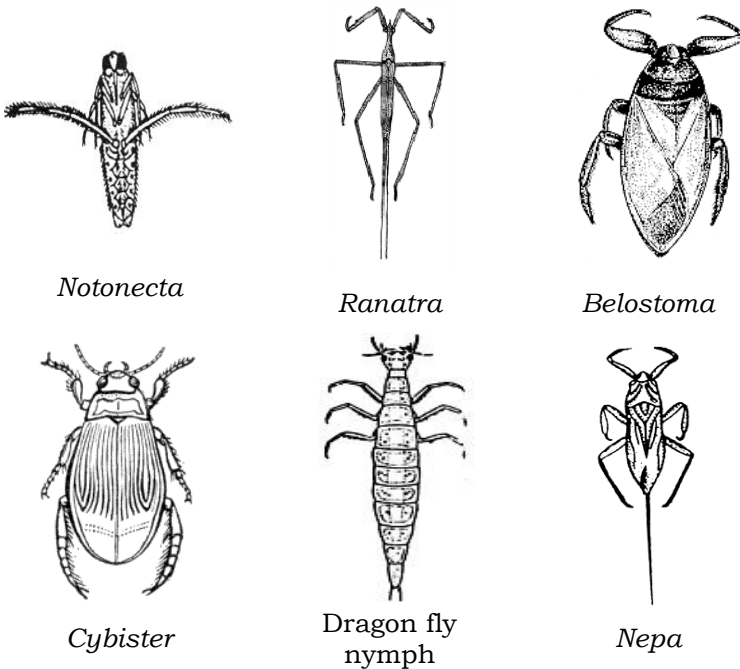 Notonecta
Ranatra
Belostoma
Cybister
Dragon fly
nymph
Nepa